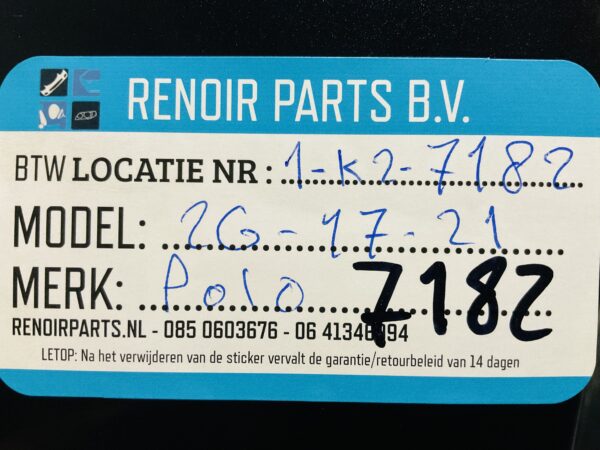 RENOIR PARTS B.V.
BTW LOCATIE NR: 1-K2-7182
MODEL: 2G-17-21
MERK: Polo 7182
RENOIRPARTS.NL - 085 0603676 - 06
LETOP: Na het verwijderen van de sticker vervalt de garantie/retourbeleid van 14 dagen